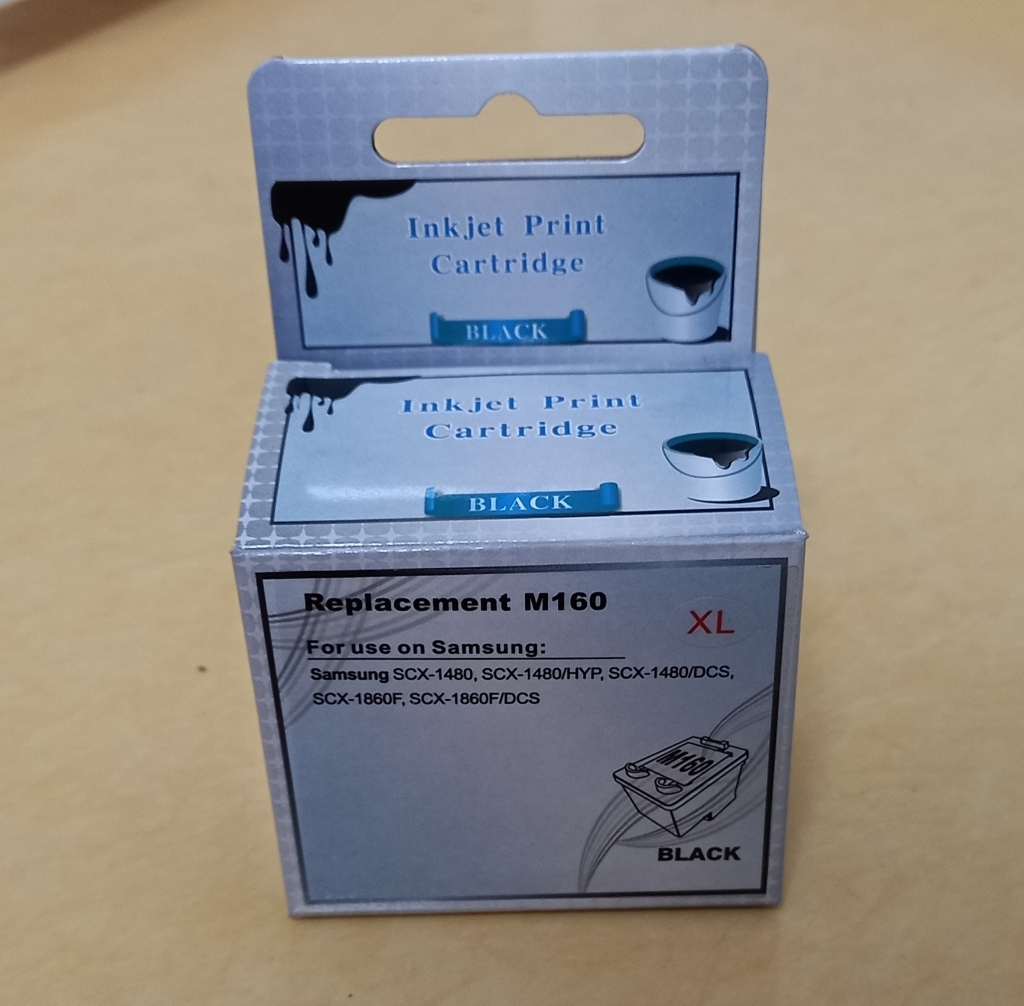 Inkjet Print
Cartridge
BLACK
Inkjet Print
Cartridge
BLACK
Replacement M160
XL
For use on Samsung:
Samsung SCX-1480, SCX-1480/HYP, SCX-1480/DCS,
SCX-1860F, SCX-1860F/DCS
M160
BLACK